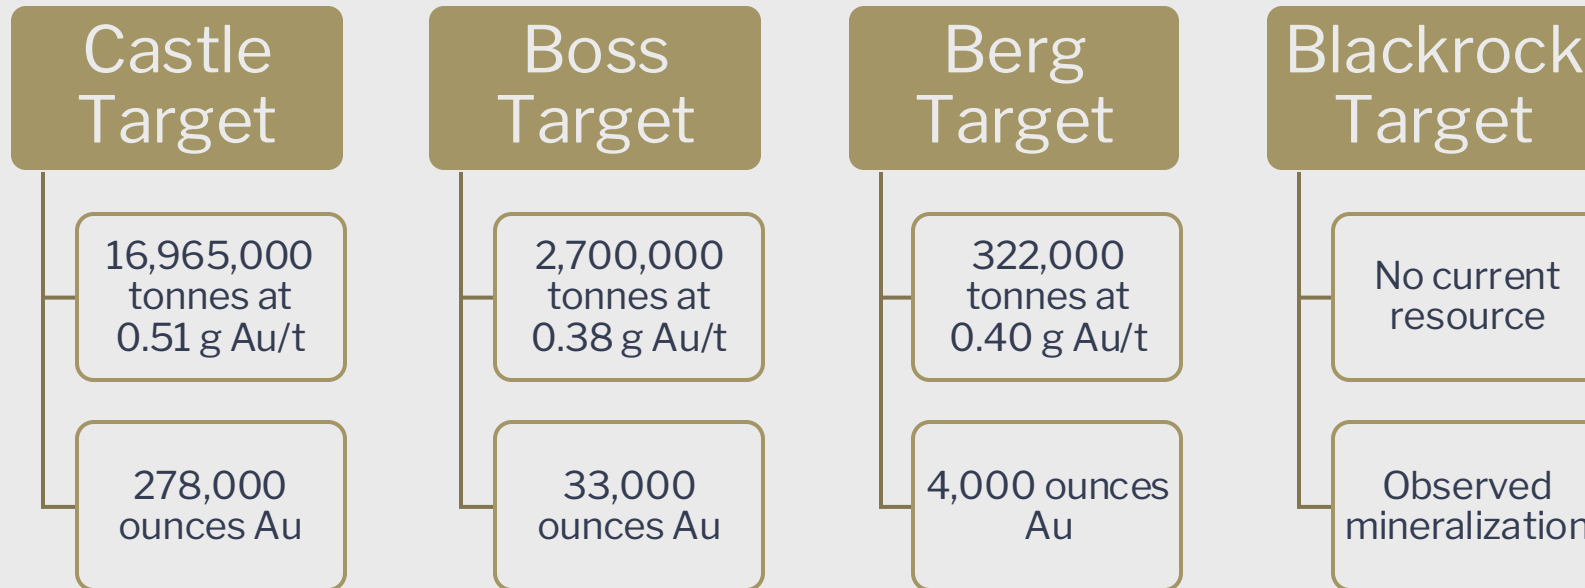 Castle
Target
16,965,000
tonnes at
0.51 g Au/t
278,000
ounces Au
Boss
Target
2,700,000
tonnes at
0.38 g Au/t
33,000
ounces Au
Berg
Target
322,000
tonnes at
0.40 g Au/t
4,000 ounces
Au
Blackrock
Target
No current
resource
Observed
mineralization